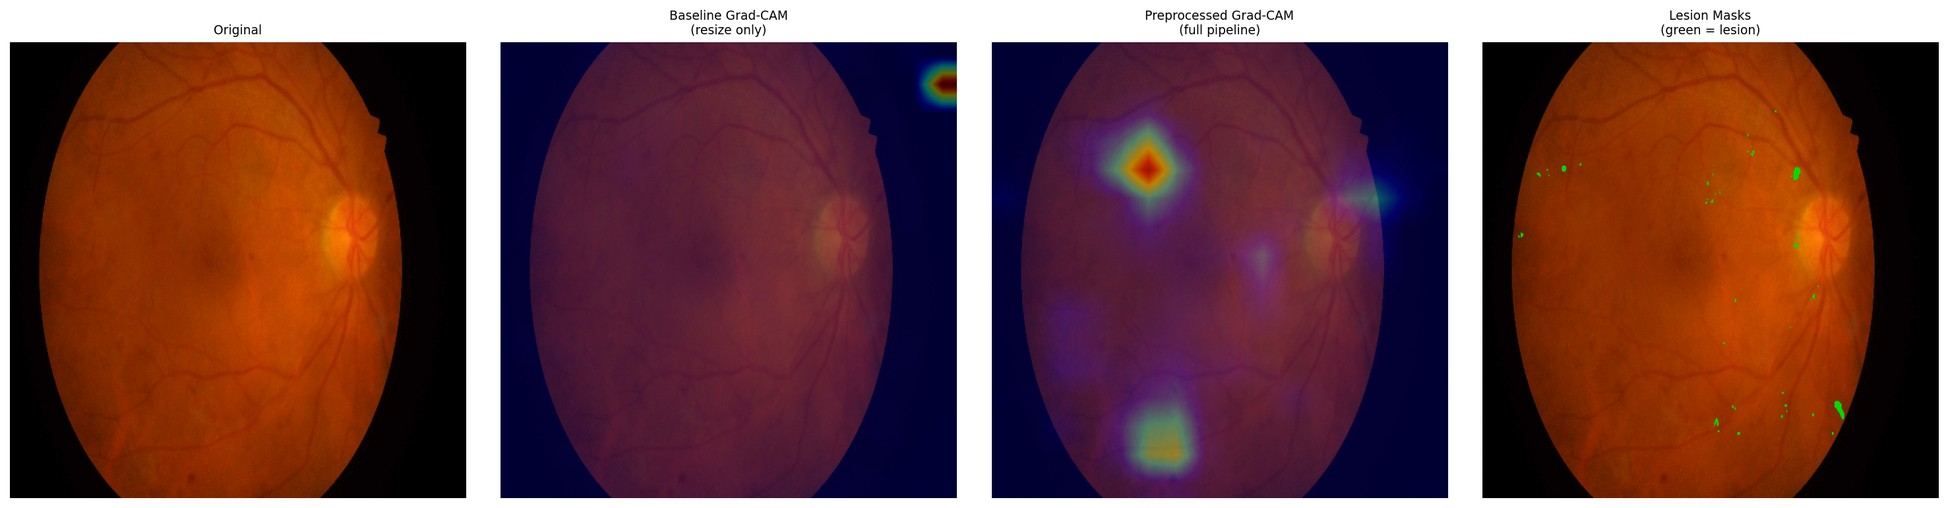 Original
Baseline Grad-CAM
(resize only)
Preprocessed Grad-CAM
(full pipeline)
Lesion Masks
(green = lesion)